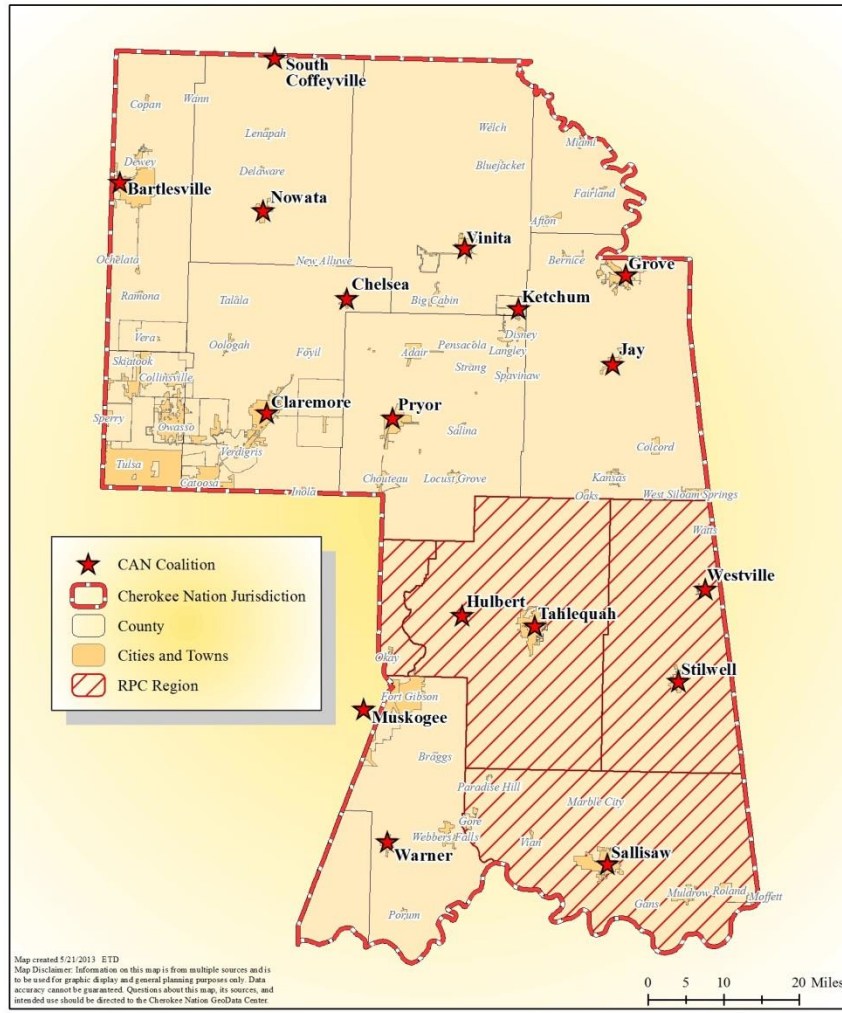 South
Coffeyville
Wann
Copan
Lenapah
Welch
Miami
Dewey
Delaware
Bluejacket
Bartlesville
Nowata
Fairland
Afton
Vinita
Ochelata
New Alluwe
Bernice
Grove
Ramona
Talala
Chelsea
Big Cabin
Ketchum
Vera
Oologah
Foyil
Adair
Pensacola
Disney
Langley
Skiatook
Strang
Spavinaw
Jay
Collinsville
Claremore
Pryor
Sperry
Owasso
Salina
Verdigris
Colcord
Tulsa
Catoosa
Chouteau
Locust Grove
Kansas
Inola
Oaks
West Siloam Springs
Watts
CAN Coalition
Cherokee Nation Jurisdiction
County
Cities and Towns
RPC Region
Westville
Hulbert
Tahlequah
Okay
Stilwell
Fort Gibson
Muskogee
Braggs
Paradise Hill
Marble City
Gore
Webbers Falls
Vian
Warner
Sallisaw
Muldrow
Roland
Moffett
Gans
Porum
Map created 5/21/2013 ETD
Map Disclaimer: Information on this map is from multiple sources and is
to be used for graphic display and general planning purposes only. Data
accuracy cannot be guaranteed. Questions about this map, its sources, and
intended use should be directed to the Cherokee Nation GeoData Center.
0 10 20 Miles